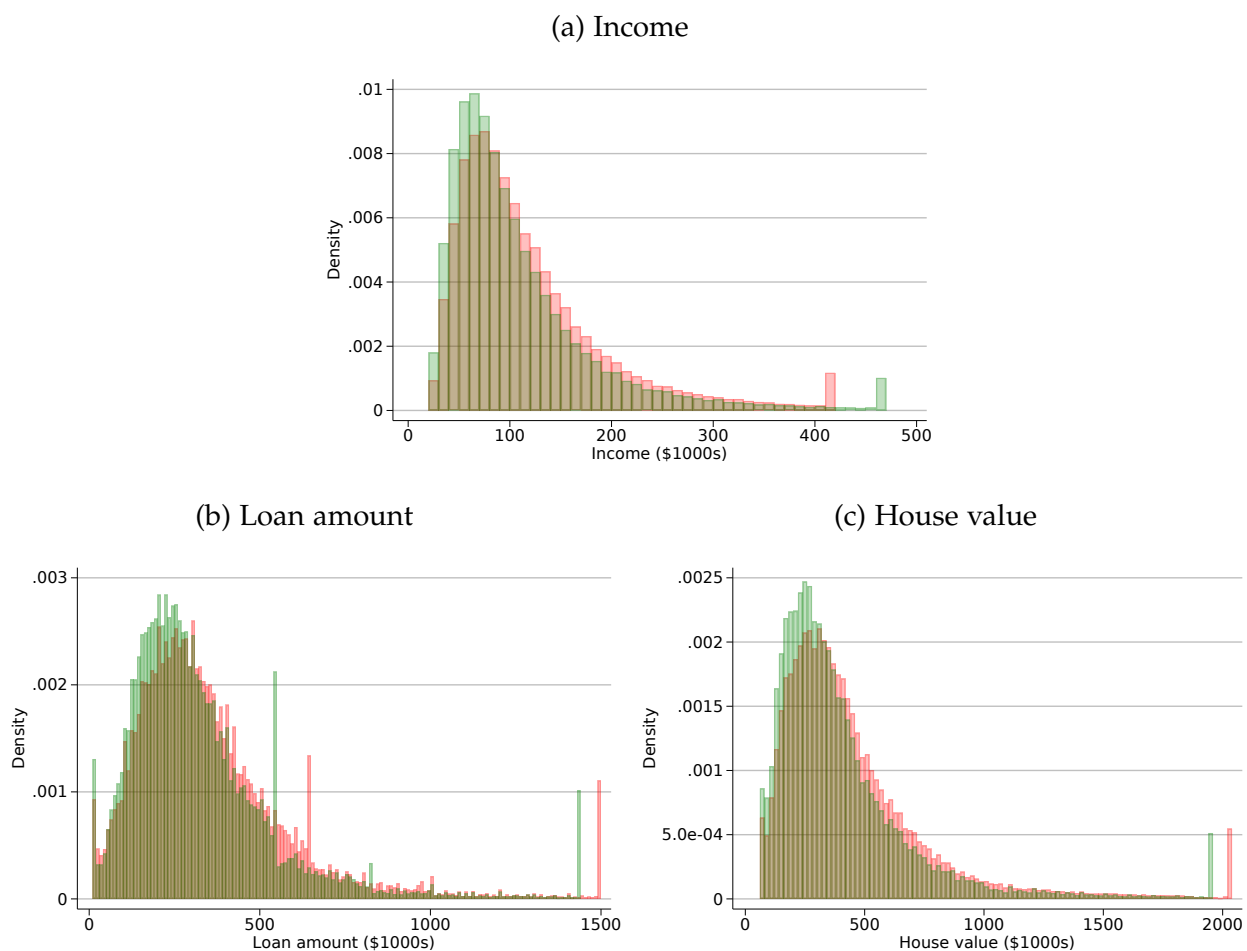 (a) Income
.01
.008
.006
.004
.002
0
Density
0 100 200 300 400 500
Income ($1000s)
(b) Loan amount
.003
.002
.001
0
Density
0 500 1000 1500
Loan amount ($1000s)
(c) House value
.0025
.002
.0015
.001
5.0e-04
0
Density
0 500 1000 1500 2000
House value ($1000s)